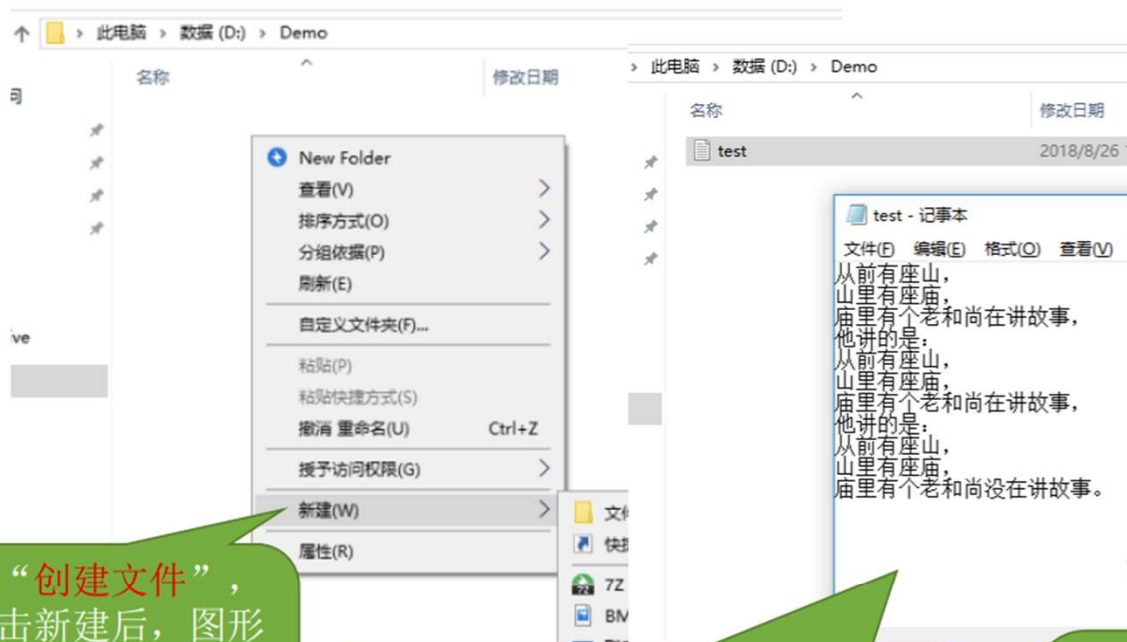 此电脑 > 数据 (D:) > Demo
名称
修改日期
问
New Folder
查看(V)
排序方式(O)
分组依据(P)
刷新(E)
自定义文件夹(F)...
粘贴(P)
粘贴快捷方式(S)
撤消 重命名(U) Ctrl+Z
授予访问权限(G)
新建(W)
属性(R)
ve
7Z
BM
“创建文件”，
击新建后，图形
> 此电脑 > 数据 (D:) > Demo
名称
修改日期
test
2018/8/26
test - 记事本
文件(F) 编辑(E) 格式(O) 查看(V)
从前有座山，
山里有座庙，
庙里有个老和尚在讲故事，
他讲的是：
从前有座山，
山里有座庙，
庙里有个老和尚在讲故事，
他讲的是：
从前有座山，
山里有座庙，
庙里有个老和尚没在讲故事。